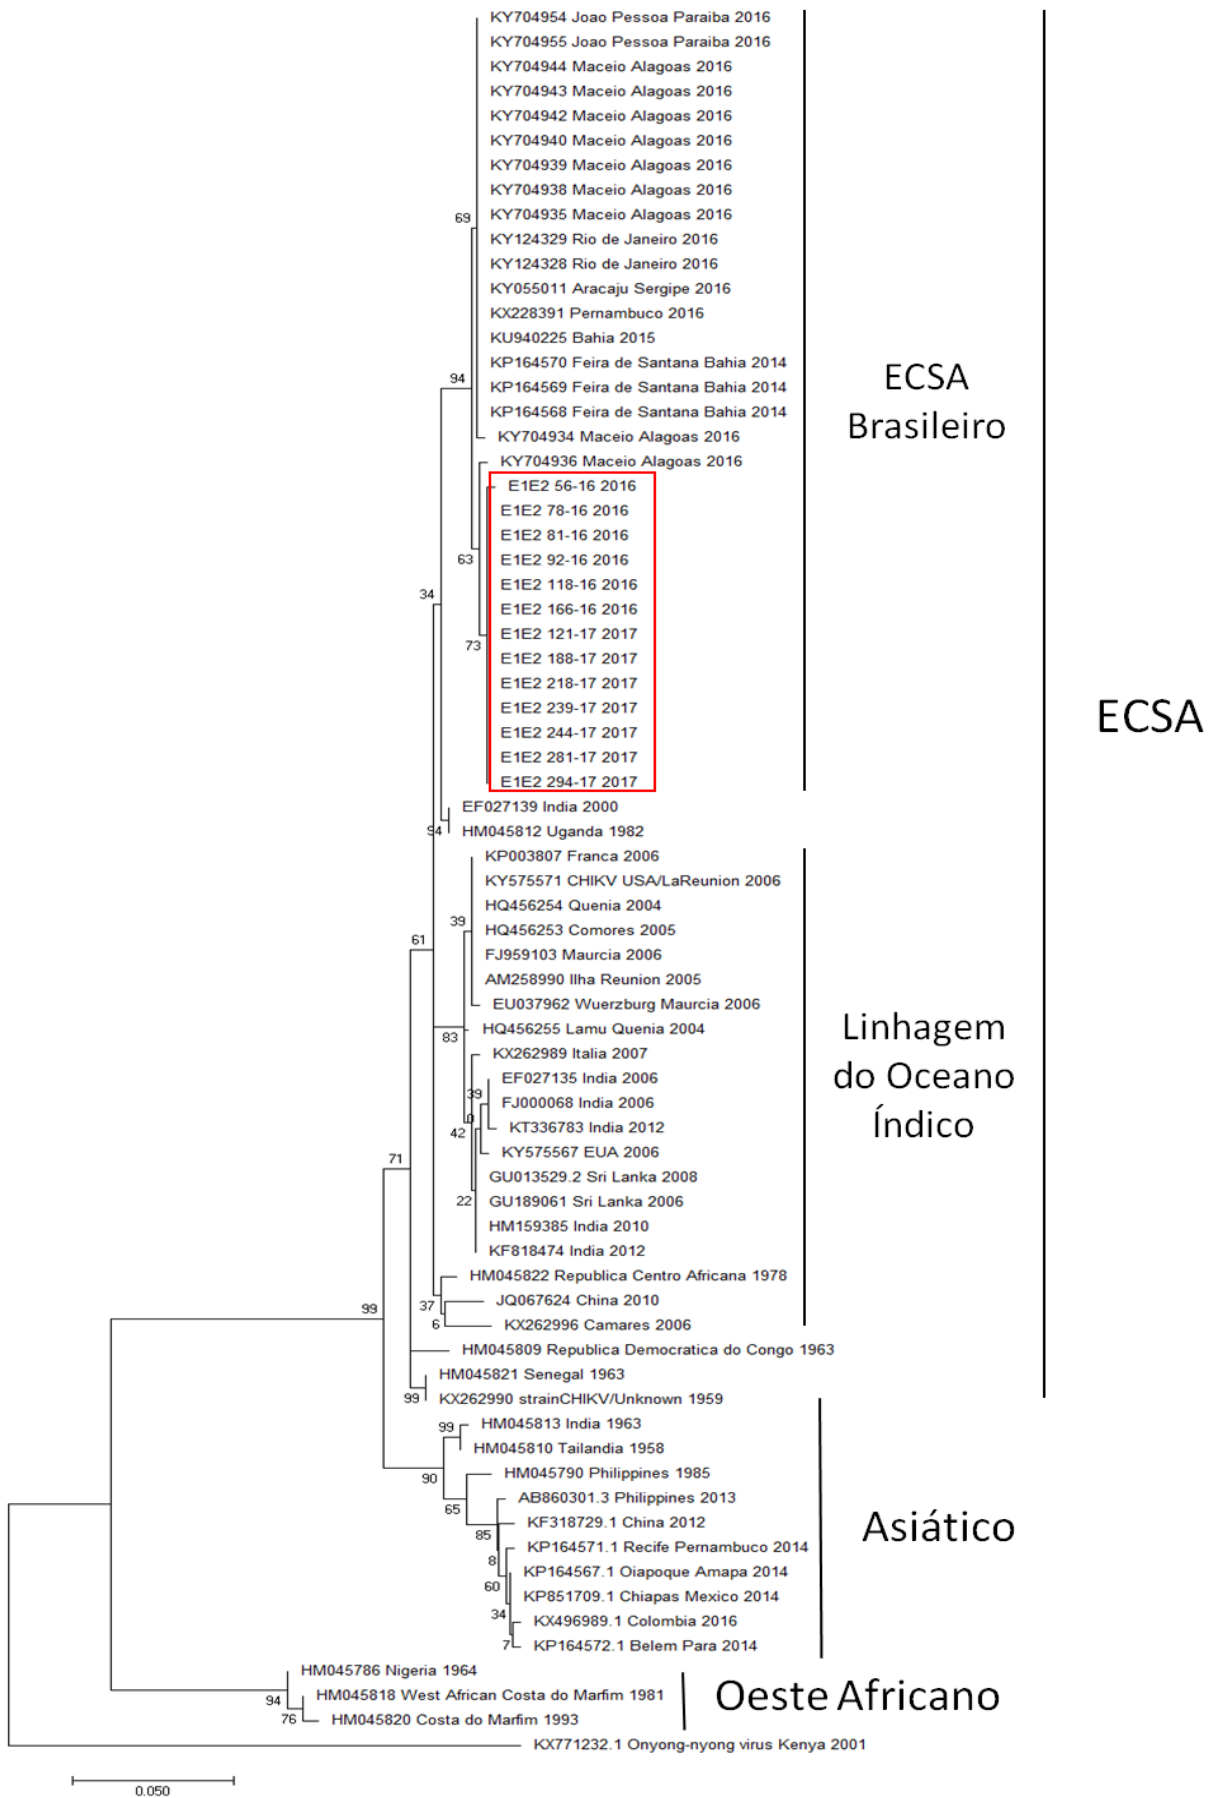 KY704954 Joao Pessoa Paraiba 2016
KY704955 Joao Pessoa Paraiba 2016
KY704944 Maceio Alagoas 2016
KY704943 Maceio Alagoas 2016
KY704942 Maceio Alagoas 2016
KY704940 Maceio Alagoas 2016
KY704939 Maceio Alagoas 2016
KY704938 Maceio Alagoas 2016
KY704935 Maceio Alagoas 2016
69
KY124329 Rio de Janeiro 2016
KY124328 Rio de Janeiro 2016
KY055011 Aracaju Sergipe 2016
KX228391 Pernambuco 2016
KU940225 Bahia 2015
KP164570 Feira de Santana Bahia 2014
94
KP164569 Feira de Santana Bahia 2014
KP164568 Feira de Santana Bahia 2014
KY704934 Maceio Alagoas 2016
ECSA
Brasileiro
KY704936 Maceio Alagoas 2016
E1E2 56-16 2016
E1E2 78-16 2016
E1E2 81-16 2016
E1E2 92-16 2016
63
E1E2 118-16 2016
34
E1E2 166-16 2016
E1E2 121-17 2017
73
E1E2 188-17 2017
E1E2 218-17 2017
E1E2 239-17 2017
ECSA
E1E2 244-17 2017
E1E2 281-17 2017
E1E2 294-17 2017
EF027139 India 2000
94
HM045812 Uganda 1982
KP003807 Franca 2006
KY575571 CHIKV USA/LaReunion 2006
HQ456254 Quenia 2004
39
HQ456253 Comores 2005
61
FJ959103 Maurcia 2006
AM258990 Ilha Reunion 2005
EU037962 Wuerzburg Maurcia 2006
HQ456255 Lamu Quenia 2004
83
KX262989 Italia 2007
Linhagem
do Oceano
Índico
EF027135 India 2006
39
FJ000068 India 2006
0
KT336783 India 2012
42
KY575567 EUA 2006
71
GU013529.2 Sri Lanka 2008
22
GU189061 Sri Lanka 2006
HM159385 India 2010
KF818474 India 2012
HM045822 Republica Centro Africana 1978
37
JQ067624 China 2010
99
6
KX262996 Camares 2006
HM045809 Republica Democratica do Congo 1963
HM045821 Senegal 1963
99
KX262990 strainCHIKV/Unknown 1959
99
HM045813 India 1963
HM045810 Tailandia 1958
90
HM045790 Philippines 1985
65
AB860301.3 Philippines 2013
85
KF318729.1 China 2012
Asiático
KP164571.1 Recife Pernambuco 2014
8
KP164567.1 Oiapoque Amapa 2014
60
KP851709.1 Chiapas Mexico 2014
34
KX496989.1 Colombia 2016
7
KP164572.1 Belem Para 2014
HM045786 Nigeria 1964
94
HM045818 West African Costa do Marfim 1981
Oeste Africano
76
HM045820 Costa do Marfim 1993
KX771232.1 Onyong-nyong virus Kenya 2001
0.050